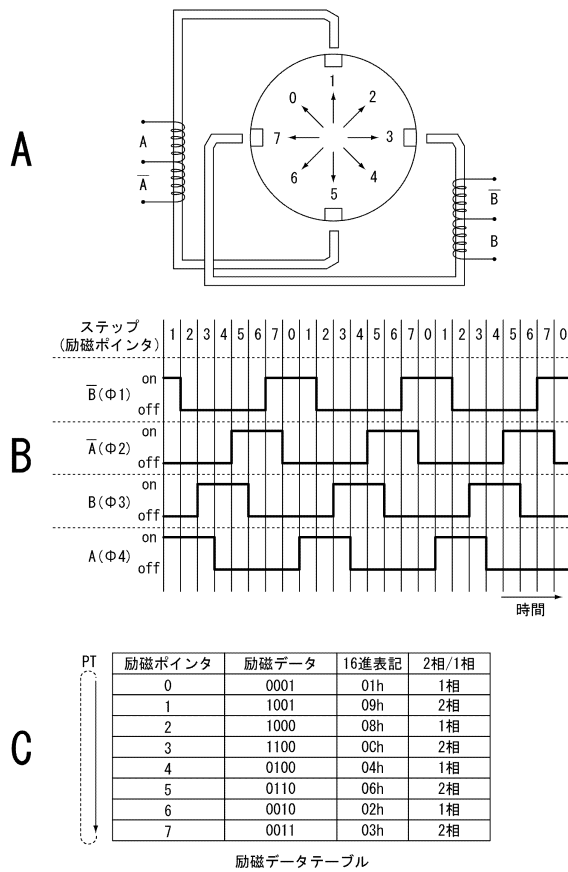 A
1
0
2
A
7
3
A̅
6
4
5
B̅
B
ステップ
(励磁ポインタ)
1 2 3 4 5 6 7 0 1 2 3 4 5 6 7 0 1 2 3 4 5 6 7 0
B
on
B̅(Φ1)
off
on
A̅(Φ2)
off
on
B(Φ3)
off
on
A(Φ4)
off
時間
C
PT
励磁ポインタ 励磁データ 16進表記 2相/1相
0 0001 01h 1相
1 1001 09h 2相
2 1000 08h 1相
3 1100 0Ch 2相
4 0100 04h 1相
5 0110 06h 2相
6 0010 02h 1相
7 0011 03h 2相
励磁データテーブル